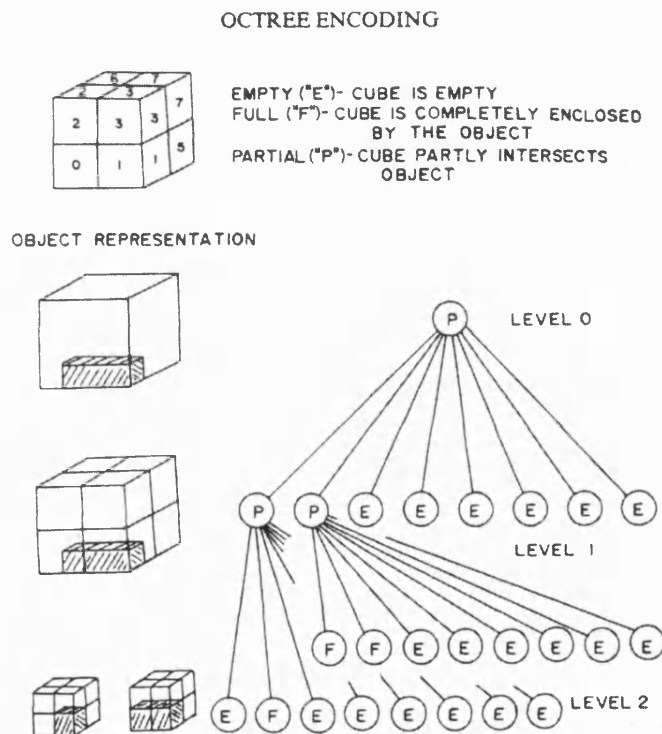 OCTREE ENCODING
6 7
2 3
2 3 3 7
0 1 1 5
EMPTY ("E")- CUBE IS EMPTY
FULL ("F")- CUBE IS COMPLETELY ENCLOSED
BY THE OBJECT
PARTIAL ("P")- CUBE PARTLY INTERSECTS
OBJECT
OBJECT REPRESENTATION
P LEVEL 0
P P E E E E E E
LEVEL 1
F F E E E E E E
E F E E E E E E LEVEL 2